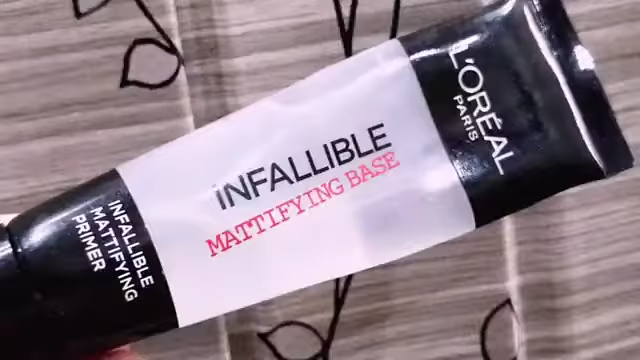 L'ORÉAL
PARIS
iNFALLIBLE
MATTIFYING BASE
INFALLIBLE
MATTIFYING
PRIMER